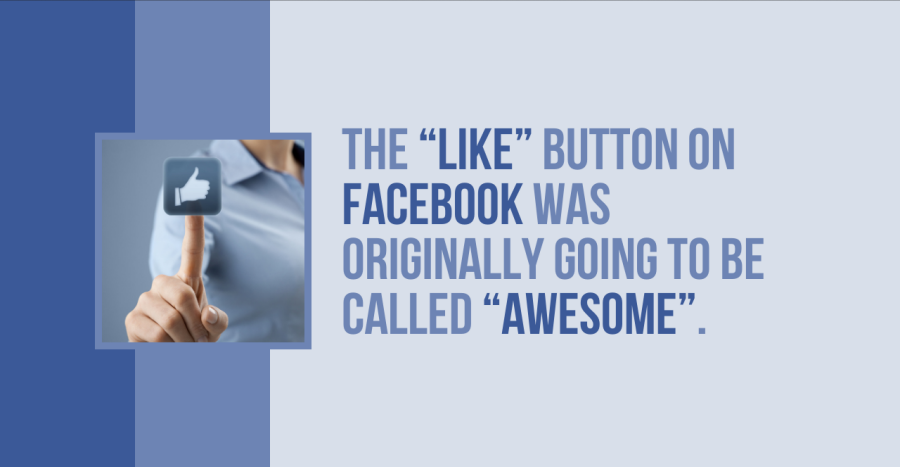 THE “LIKE” BUTTON ON
FACEBOOK WAS
ORIGINALLY GOING TO BE
CALLED “AWESOME”.